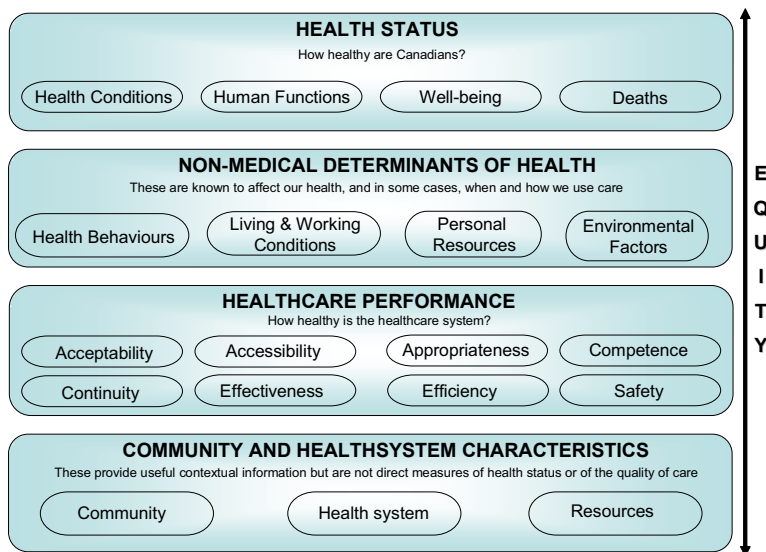 HEALTH STATUS
How healthy are Canadians?
Health Conditions
Human Functions
Well-being
Deaths
NON-MEDICAL DETERMINANTS OF HEALTH
These are known to affect our health, and in some cases, when and how we use care
Health Behaviours
Living & Working
Conditions
Personal
Resources
Environmental
Factors
HEALTHCARE PERFORMANCE
How healthy is the healthcare system?
Acceptability
Accessibility
Appropriateness
Competence
Continuity
Effectiveness
Efficiency
Safety
COMMUNITY AND HEALTHSYSTEM CHARACTERISTICS
These provide useful contextual information but are not direct measures of health status or of the quality of care
Community
Health system
Resources
E
Q
U
I
T
Y